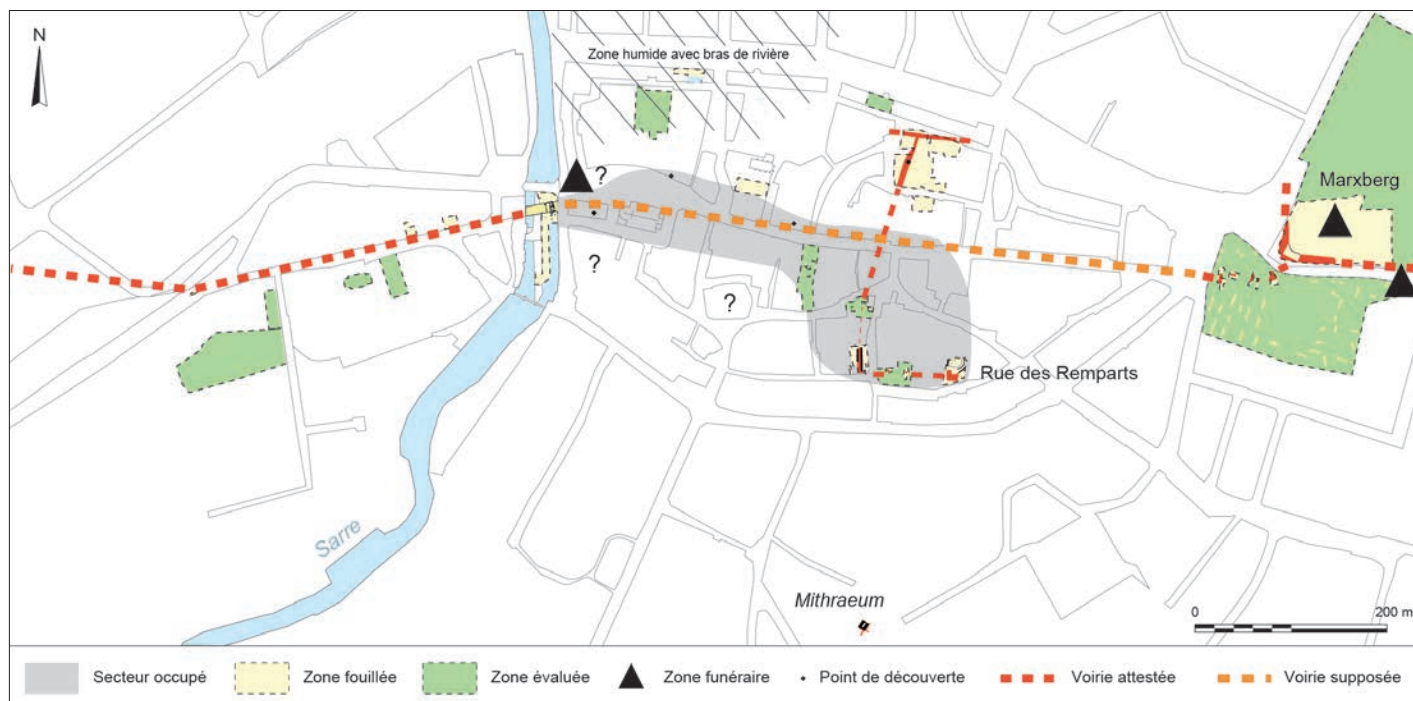 N
Zone humide avec bras de rivière
?
Marxberg
?
?
Rue des Remparts
Sarre
Mithraeum
0 200 m
Secteur occupé Zone fouillée Zone évaluée Zone funéraire Point de découverte Voirie attestée Voirie supposée